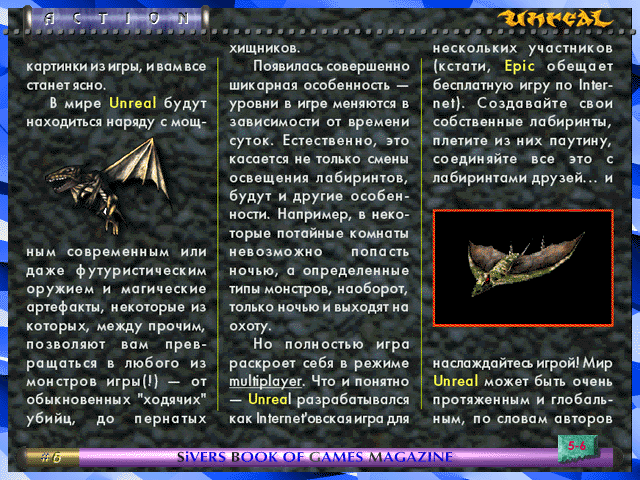 ACTION
Unreal
картинки из игры, и вам все
станет ясно.
В мире Unreal будут
находиться наряду с мощ-
ным современным или
даже футуристическим
оружием и магические
артефакты, некоторые из
которых, между прочим,
позволяют вам прев-
ращаться в любого из
монстров игры(!) — от
обыкновенных "ходячих"
убийц, до пернатых
хищников.
Появилась совершенно
шикарная особенность —
уровни в игре меняются в
зависимости от времени
суток. Естественно, это
касается не только смены
освещения лабиринтов,
будут и другие особен-
ности. Например, в неко-
торые потайные комнаты
невозможно попасть
ночью, а определенные
типы монстров, наоборот,
только ночью и выходят на
охоту.
Но полностью игра
раскроет себя в режиме
multiplayer. Что и понятно
— Unreal разрабатывался
как Internet'овская игра для
нескольких участников
(кстати, Epic обещает
бесплатную игру по Inter-
net). Создавайте свои
собственные лабиринты,
плетите из них паутину,
соединяйте все это с
лабиринтами друзей... и
наслаждайтесь игрой! Мир
Unreal может быть очень
протяженным и глобаль-
ным, по словам авторов
#6
SiVERS BOOK OF GAMES MAGAZINE
5-6